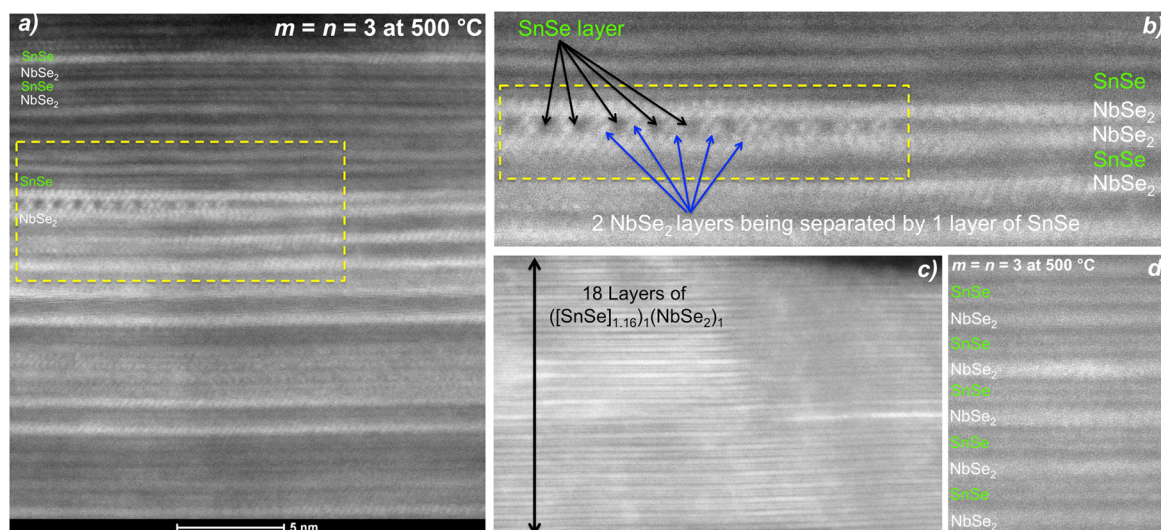 a)
m = n = 3 at 500 °C
SnSe
NbSe₂
SnSe
NbSe₂
SnSe
NbSe₂
5 nm
SnSe layer
b)
SnSe
NbSe₂
NbSe₂
SnSe
NbSe₂
2 NbSe₂ layers being separated by 1 layer of SnSe
c)
18 Layers of
([SnSe]₁.₁₆)₁(NbSe₂)₁
m = n = 3 at 500 °C
d)
SnSe
NbSe₂
SnSe
NbSe₂
SnSe
NbSe₂
SnSe
NbSe₂
SnSe
NbSe₂